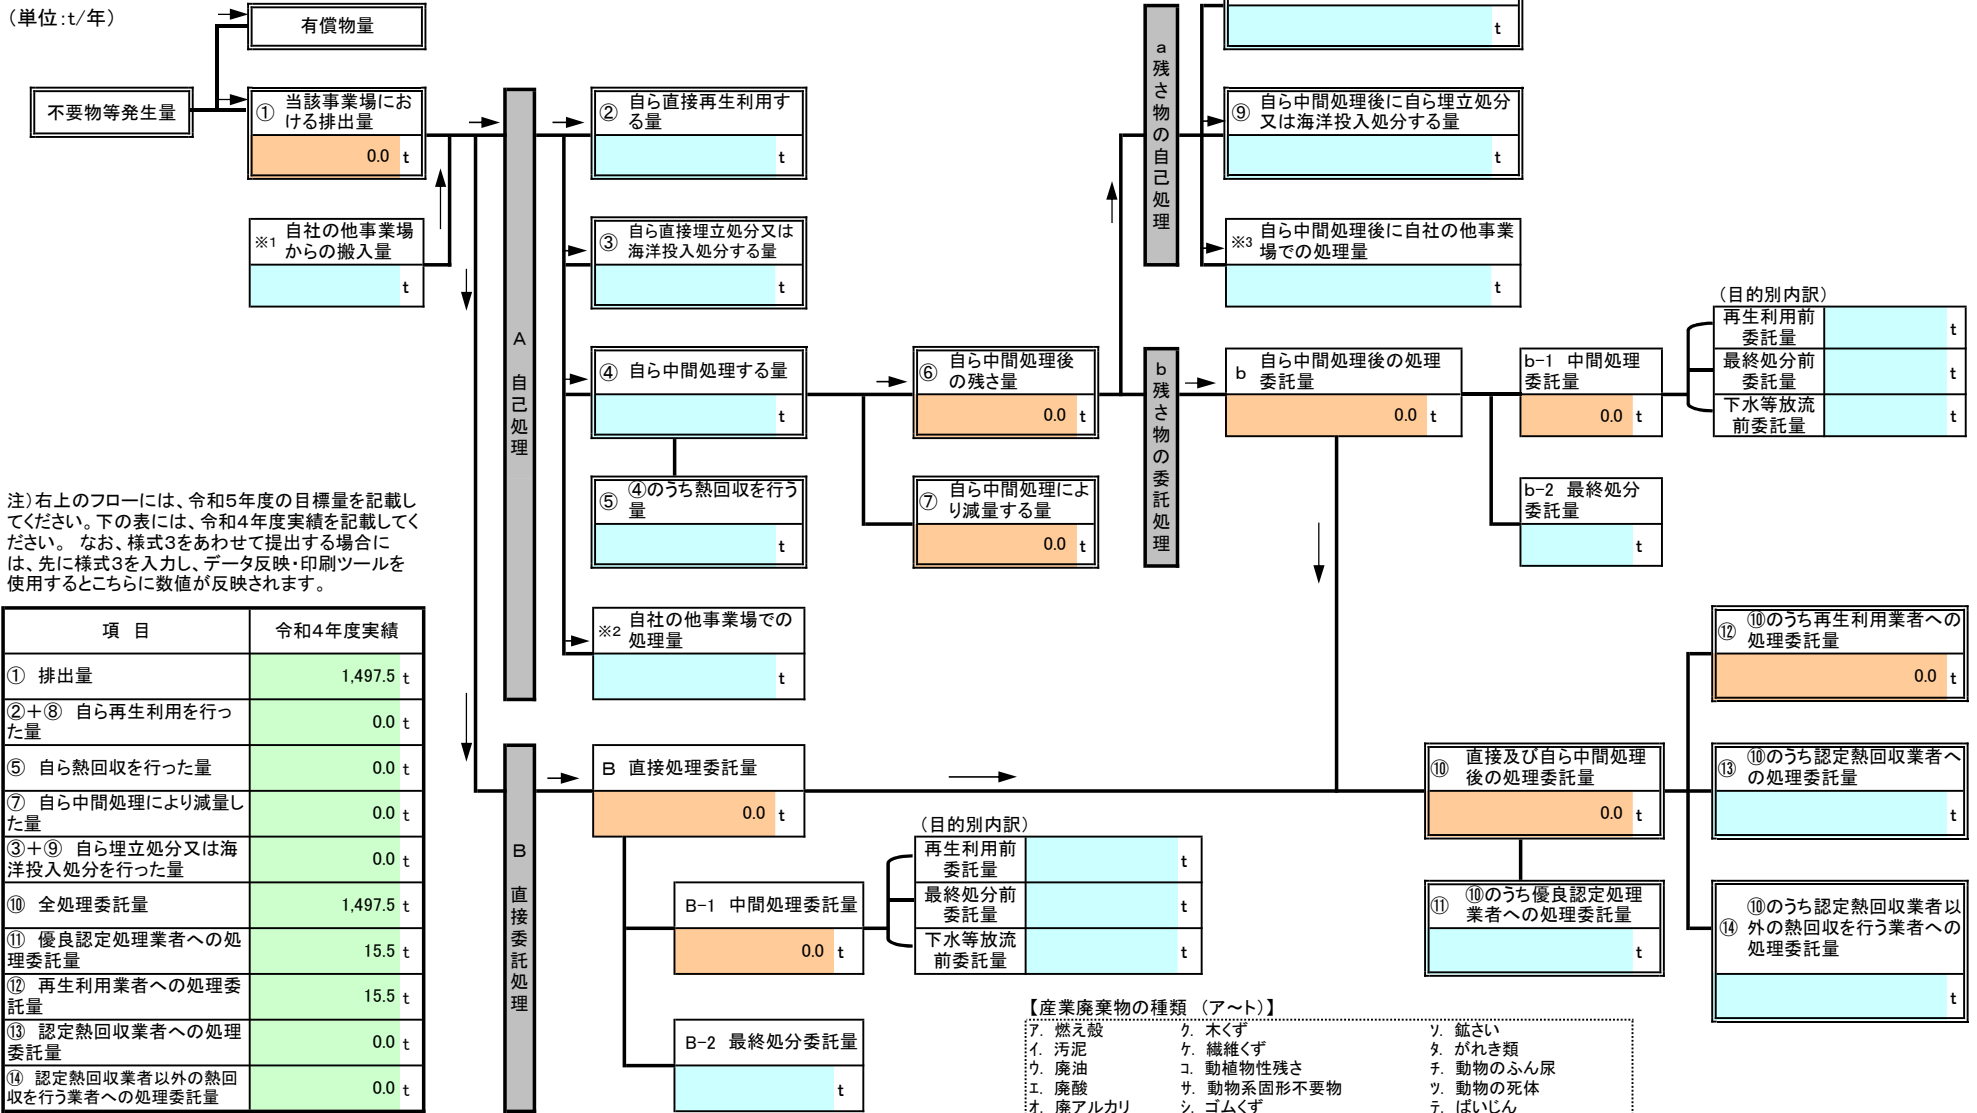 （単位：t/年）
有償物量
不要物等発生量
①
当該事業場にお
ける排出量
0.0 t
※1
自社の他事業場
からの搬入量
t
A 自己処理
②
自ら直接再生利用す
る量
t
③
自ら直接埋立処分又は
海洋投入処分する量
t
④ 自ら中間処理する量
t
⑤
④のうち熱回収を行う
量
t
※2
自社の他事業場での
処理量
t
⑥
自ら中間処理後
の残さ量
0.0 t
⑦
自ら中間処理によ
り減量する量
0.0 t
a 残さ物の自己処理
t
⑨
自ら中間処理後に自ら埋立処分
又は海洋投入処分する量
t
※3
自ら中間処理後に自社の他事業
場での処理量
t
b 残さ物の委託処理
b
自ら中間処理後の処理
委託量
0.0 t
b-1 中間処理
委託量
0.0 t
（目的別内訳）
再生利用前
委託量
t
最終処分前
委託量
t
下水等放流
前委託量
t
b-2 最終処分
委託量
t
注）右上のフローには、令和5年度の目標量を記載し
てください。下の表には、令和4年度実績を記載してく
ださい。 なお、様式3をあわせて提出する場合に
は、先に様式3を入力し、データ反映・印刷ツールを
使用するとこちらに数値が反映されます。
項 目 令和4年度実績
① 排出量 1,497.5 t
②＋⑧ 自ら再生利用を行っ
た量
0.0 t
⑤ 自ら熱回収を行った量 0.0 t
⑦ 自ら中間処理により減量し
た量
0.0 t
③＋⑨ 自ら埋立処分又は海
洋投入処分を行った量
0.0 t
⑩ 全処理委託量 1,497.5 t
⑪ 優良認定処理業者への処
理委託量
15.5 t
⑫ 再生利用業者への処理委
託量
15.5 t
⑬ 認定熱回収業者への処理
委託量
0.0 t
⑭ 認定熱回収業者以外の熱回
収を行う業者への処理委託量
0.0 t
B 直接委託処理
B 直接処理委託量
0.0 t
B-1 中間処理委託量
0.0 t
（目的別内訳）
再生利用前
委託量
t
最終処分前
委託量
t
下水等放流
前委託量
t
B-2 最終処分委託量
t
⑩
直接及び自ら中間処理
後の処理委託量
0.0 t
⑪
⑩のうち優良認定処理
業者への処理委託量
t
⑫
⑩のうち再生利用業者への
処理委託量
0.0 t
⑬
⑩のうち認定熱回収業者へ
の処理委託量
t
⑭
⑩のうち認定熱回収業者以
外の熱回収を行う業者への
処理委託量
t
【産業廃棄物の種類 （ア～ト）】
ア. 燃え殻 ク. 木くず ソ. 鉱さい
イ. 汚泥 ケ. 繊維くず タ. がれき類
ウ. 廃油 コ. 動植物性残さ チ. 動物のふん尿
エ. 廃酸 サ. 動物系固形不要物 ツ. 動物の死体
オ. 廃アルカリ シ. ゴムくず テ. ばいじん